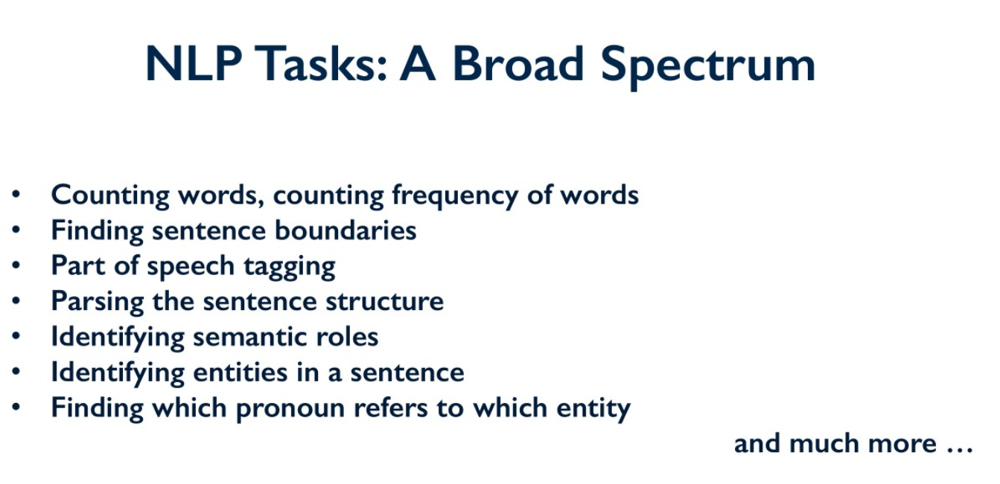 NLP Tasks: A Broad Spectrum
• Counting words, counting frequency of words
• Finding sentence boundaries
• Part of speech tagging
• Parsing the sentence structure
• Identifying semantic roles
• Identifying entities in a sentence
• Finding which pronoun refers to which entity
and much more …